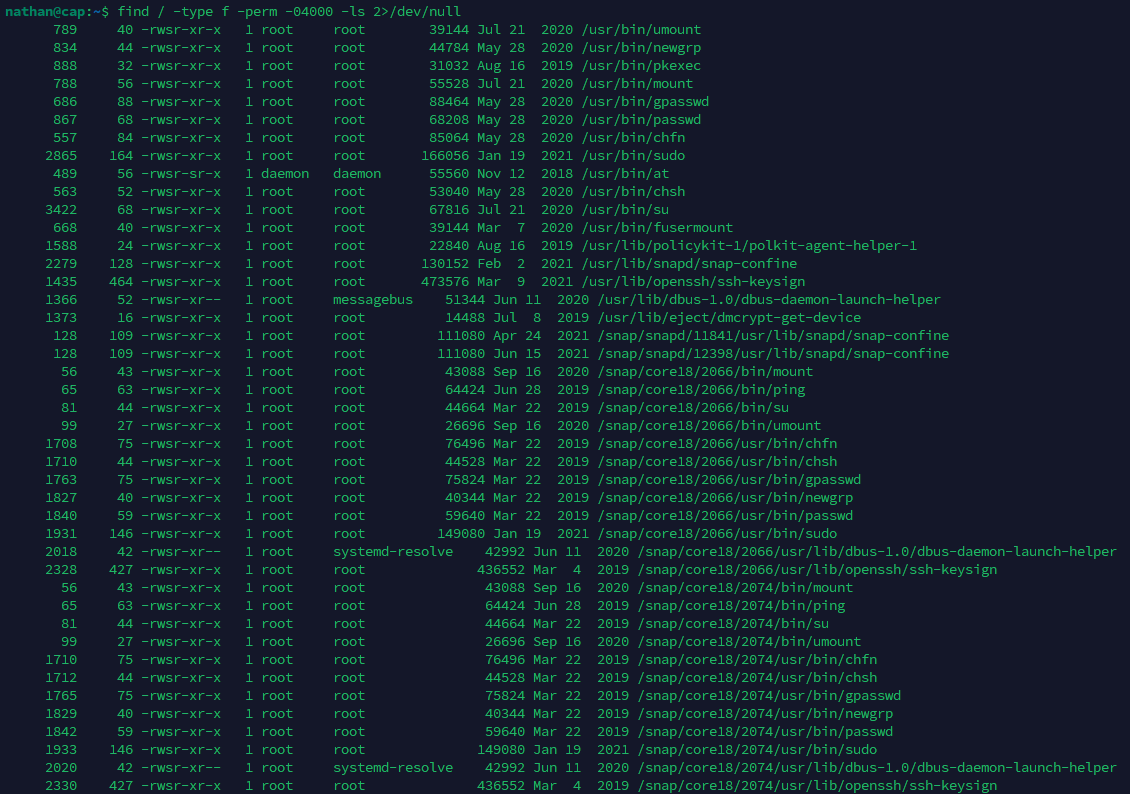 nathan@cap:~$ find / -type f -perm -04000 -ls 2>/dev/null
      789     40 -rwsr-xr-x   1 root     root        39144 Jul 21  2020 /usr/bin/umount
      834     44 -rwsr-xr-x   1 root     root        44784 May 28  2020 /usr/bin/newgrp
      888     32 -rwsr-xr-x   1 root     root        31032 Aug 16  2019 /usr/bin/pkexec
      788     56 -rwsr-xr-x   1 root     root        55528 Jul 21  2020 /usr/bin/mount
      686     88 -rwsr-xr-x   1 root     root        88464 May 28  2020 /usr/bin/gpasswd
      867     68 -rwsr-xr-x   1 root     root        68208 May 28  2020 /usr/bin/passwd
      557     84 -rwsr-xr-x   1 root     root        85064 May 28  2020 /usr/bin/chfn
     2865    164 -rwsr-xr-x   1 root     root       166056 Jan 19  2021 /usr/bin/sudo
      489     56 -rwsr-sr-x   1 daemon   daemon      55560 Nov 12  2018 /usr/bin/at
      563     52 -rwsr-xr-x   1 root     root        53040 May 28  2020 /usr/bin/chsh
     3422     68 -rwsr-xr-x   1 root     root        67816 Jul 21  2020 /usr/bin/su
      668     40 -rwsr-xr-x   1 root     root        39144 Mar  7  2020 /usr/bin/fusermount
     1588     24 -rwsr-xr-x   1 root     root        22840 Aug 16  2019 /usr/lib/policykit-1/polkit-agent-helper-1
     2279    128 -rwsr-xr-x   1 root     root       130152 Feb  2  2021 /usr/lib/snapd/snap-confine
     1435    464 -rwsr-xr-x   1 root     root       473576 Mar  9  2021 /usr/lib/openssh/ssh-keysign
     1366     52 -rwsr-xr--   1 root     messagebus    51344 Jun 11  2020 /usr/lib/dbus-1.0/dbus-daemon-launch-helper
     1373     16 -rwsr-xr-x   1 root     root          14488 Jul  8  2019 /usr/lib/eject/dmcrypt-get-device
      128    109 -rwsr-xr-x   1 root     root         111080 Apr 24  2021 /snap/snapd/11841/usr/lib/snapd/snap-confine
      128    109 -rwsr-xr-x   1 root     root         111080 Jun 15  2021 /snap/snapd/12398/usr/lib/snapd/snap-confine
       56     43 -rwsr-xr-x   1 root     root          43088 Sep 16  2020 /snap/core18/2066/bin/mount
       65     63 -rwsr-xr-x   1 root     root          64424 Jun 28  2019 /snap/core18/2066/bin/ping
       81     44 -rwsr-xr-x   1 root     root          44664 Mar 22  2019 /snap/core18/2066/bin/su
       99     27 -rwsr-xr-x   1 root     root          26696 Sep 16  2020 /snap/core18/2066/bin/umount
     1708     75 -rwsr-xr-x   1 root     root          76496 Mar 22  2019 /snap/core18/2066/usr/bin/chfn
     1710     44 -rwsr-xr-x   1 root     root          44528 Mar 22  2019 /snap/core18/2066/usr/bin/chsh
     1763     75 -rwsr-xr-x   1 root     root          75824 Mar 22  2019 /snap/core18/2066/usr/bin/gpasswd
     1827     40 -rwsr-xr-x   1 root     root          40344 Mar 22  2019 /snap/core18/2066/usr/bin/newgrp
     1840     59 -rwsr-xr-x   1 root     root          59640 Mar 22  2019 /snap/core18/2066/usr/bin/passwd
     1931    146 -rwsr-xr-x   1 root     root         149080 Jan 19  2021 /snap/core18/2066/usr/bin/sudo
     2018     42 -rwsr-xr--   1 root     systemd-resolve    42992 Jun 11  2020 /snap/core18/2066/usr/lib/dbus-1.0/dbus-daemon-launch-helper
     2328    427 -rwsr-xr-x   1 root     root              436552 Mar  4  2019 /snap/core18/2066/usr/lib/openssh/ssh-keysign
       56     43 -rwsr-xr-x   1 root     root               43088 Sep 16  2020 /snap/core18/2074/bin/mount
       65     63 -rwsr-xr-x   1 root     root               64424 Jun 28  2019 /snap/core18/2074/bin/ping
       81     44 -rwsr-xr-x   1 root     root               44664 Mar 22  2019 /snap/core18/2074/bin/su
       99     27 -rwsr-xr-x   1 root     root               26696 Sep 16  2020 /snap/core18/2074/bin/umount
     1710     75 -rwsr-xr-x   1 root     root               76496 Mar 22  2019 /snap/core18/2074/usr/bin/chfn
     1712     44 -rwsr-xr-x   1 root     root               44528 Mar 22  2019 /snap/core18/2074/usr/bin/chsh
     1765     75 -rwsr-xr-x   1 root     root               75824 Mar 22  2019 /snap/core18/2074/usr/bin/gpasswd
     1829     40 -rwsr-xr-x   1 root     root               40344 Mar 22  2019 /snap/core18/2074/usr/bin/newgrp
     1842     59 -rwsr-xr-x   1 root     root               59640 Mar 22  2019 /snap/core18/2074/usr/bin/passwd
     1933    146 -rwsr-xr-x   1 root     root              149080 Jan 19  2021 /snap/core18/2074/usr/bin/sudo
     2020     42 -rwsr-xr--   1 root     systemd-resolve    42992 Jun 11  2020 /snap/core18/2074/usr/lib/dbus-1.0/dbus-daemon-launch-helper
     2330    427 -rwsr-xr-x   1 root     root              436552 Mar  4  2019 /snap/core18/2074/usr/lib/openssh/ssh-keysign